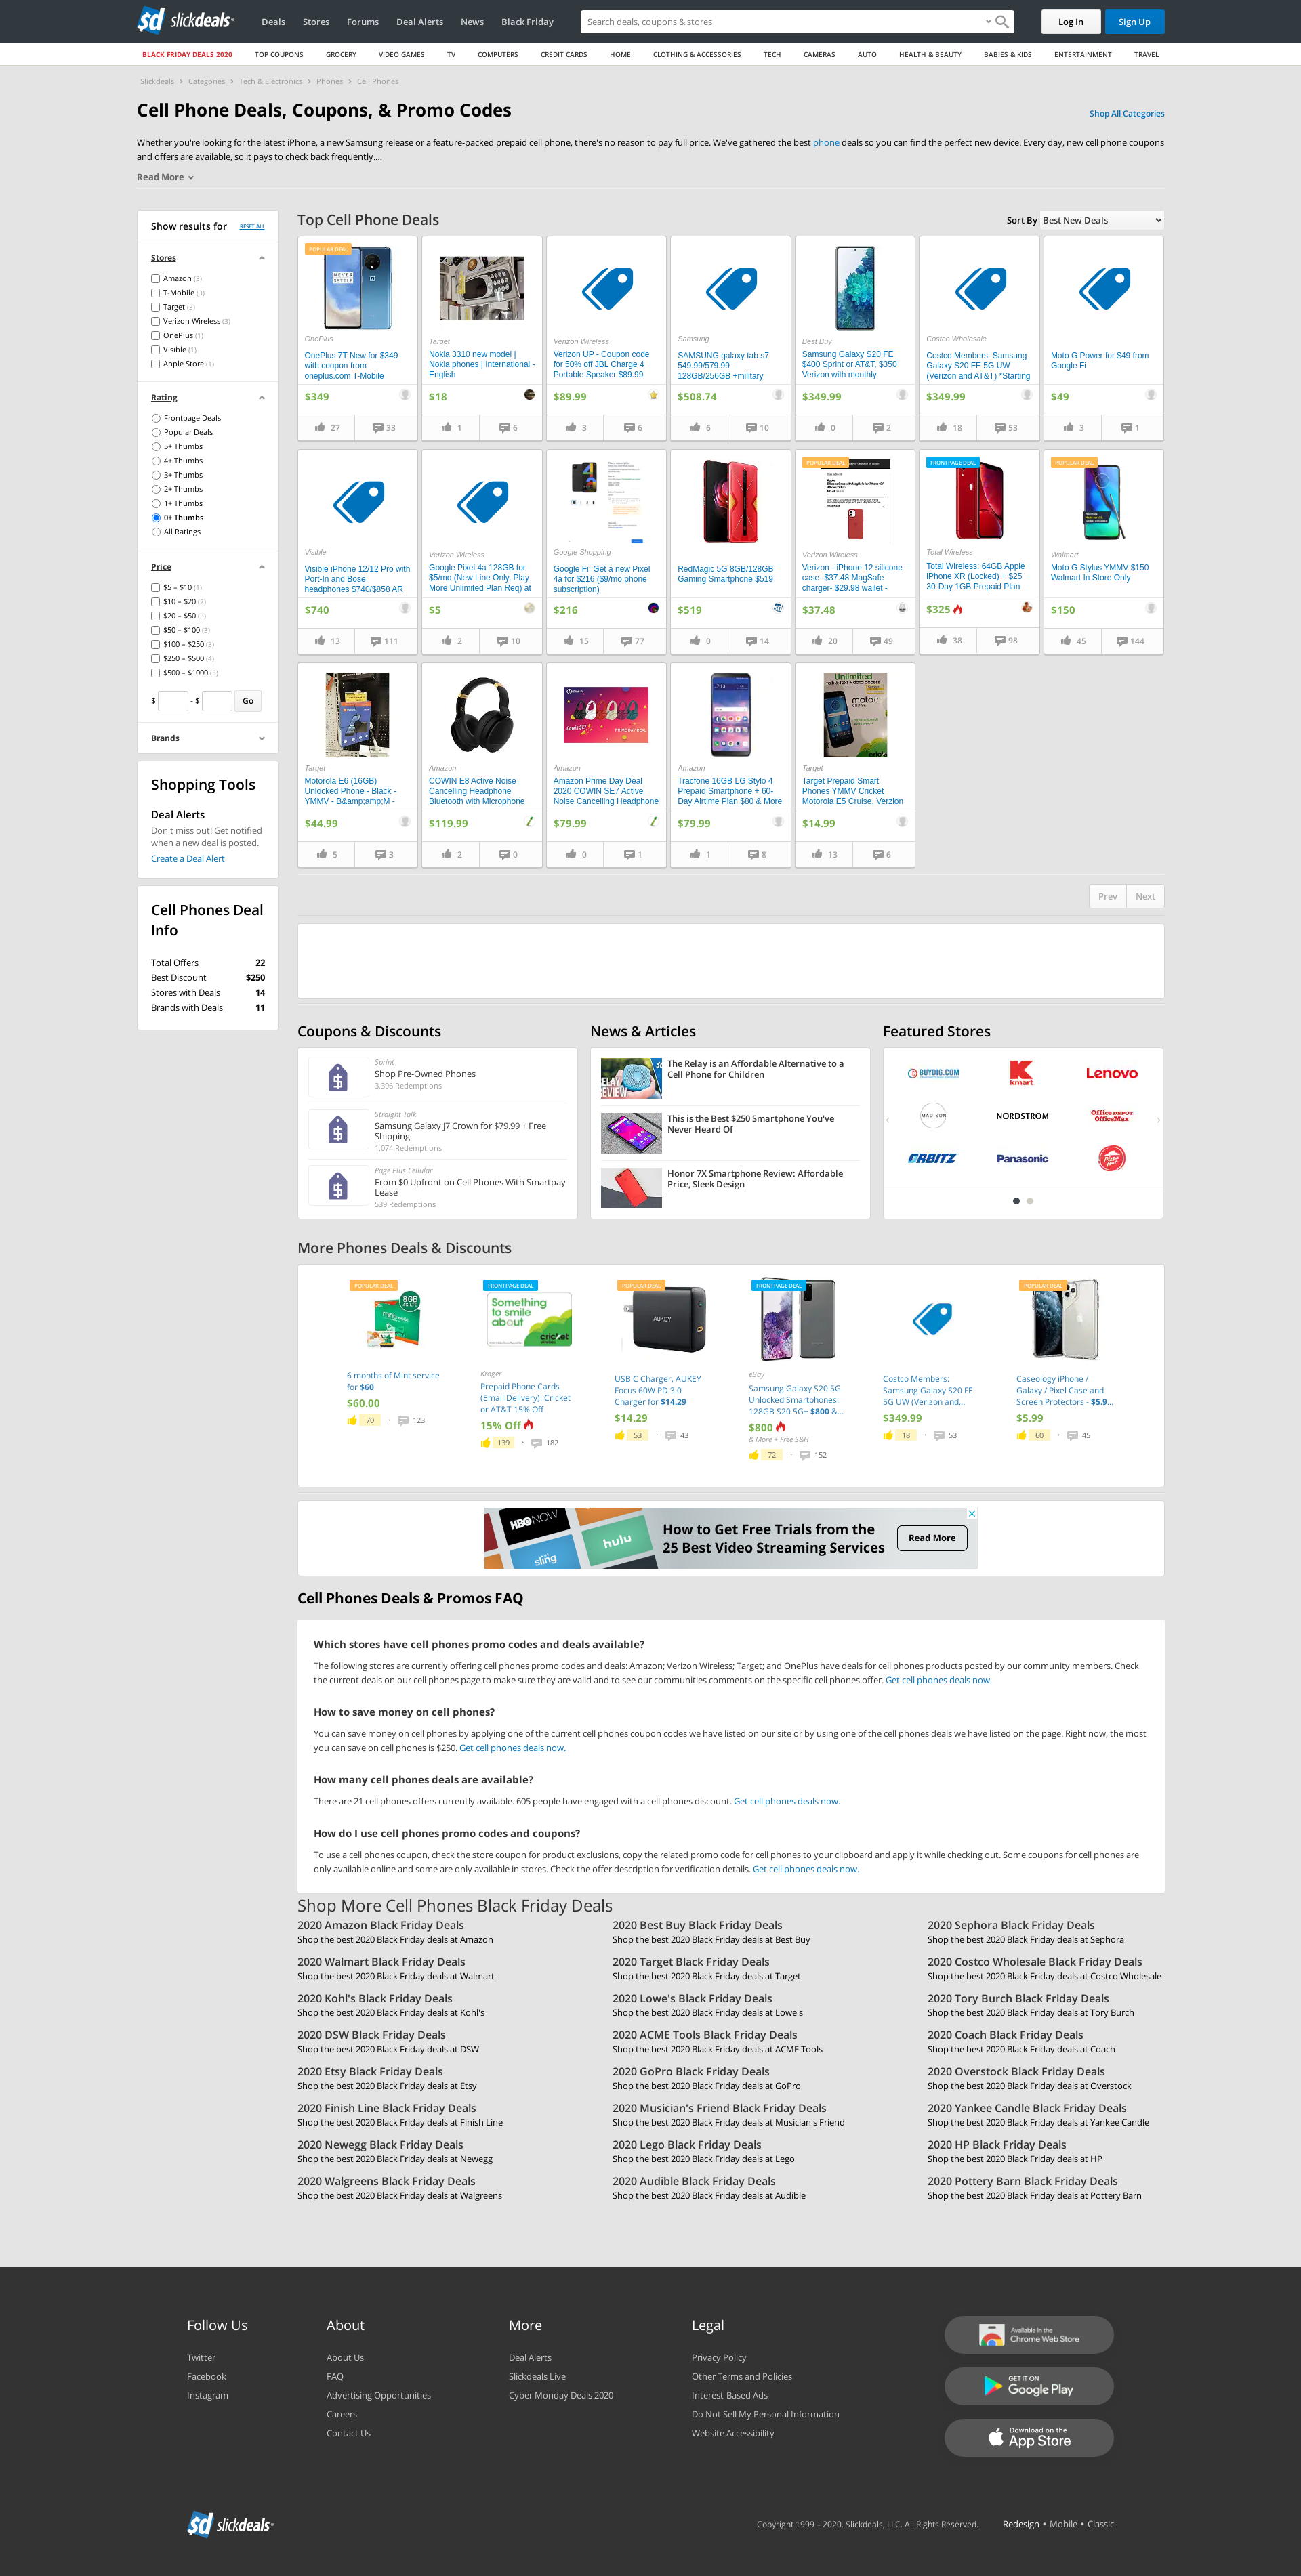 sd slickdeals
Deals Stores Forums Deal Alerts News Black Friday
Search deals, coupons & stores
Log In Sign Up
BLACK FRIDAY DEALS 2020 TOP COUPONS GROCERY VIDEO GAMES TV COMPUTERS CREDIT CARDS HOME CLOTHING & ACCESSORIES TECH CAMERAS AUTO HEALTH & BEAUTY BABIES & KIDS ENTERTAINMENT TRAVEL
Slickdeals > Categories > Tech & Electronics > Phones > Cell Phones
Cell Phone Deals, Coupons, & Promo Codes
Shop All Categories
Whether you're looking for the latest iPhone, a new Samsung release or a feature-packed prepaid cell phone, there's no reason to pay full price. We've gathered the best phone deals so you can find the perfect new device. Every day, new cell phone coupons
and offers are available, so it pays to check back frequently....
Read More
Show results for RESET ALL
Stores
Amazon (3)
T-Mobile (3)
Target (3)
Verizon Wireless (3)
OnePlus (1)
Visible (1)
Apple Store (1)
Rating
Frontpage Deals
Popular Deals
5+ Thumbs
4+ Thumbs
3+ Thumbs
2+ Thumbs
1+ Thumbs
0+ Thumbs
All Ratings
Price
$5 – $10 (1)
$10 – $20 (2)
$20 – $50 (3)
$50 – $100 (3)
$100 – $250 (3)
$250 – $500 (4)
$500 – $1000 (5)
$ - $ Go
Brands
Shopping Tools
Deal Alerts
Don't miss out! Get notified
when a new deal is posted.
Create a Deal Alert
Cell Phones Deal
Info
Total Offers 22
Best Discount $250
Stores with Deals 14
Brands with Deals 11
Top Cell Phone Deals
Sort By Best New Deals
POPULAR DEAL
OnePlus
OnePlus 7T New for $349
with coupon from
oneplus.com T-Mobile
$349
27 33
Target
Nokia 3310 new model |
Nokia phones | International -
English
$18
1 6
Verizon Wireless
Verizon UP - Coupon code
for 50% off JBL Charge 4
Portable Speaker $89.99
$89.99
3 6
Samsung
SAMSUNG galaxy tab s7
549.99/579.99
128GB/256GB +military
$508.74
6 10
Best Buy
Samsung Galaxy S20 FE
$400 Sprint or AT&T, $350
Verizon with monthly
$349.99
0 2
Costco Wholesale
Costco Members: Samsung
Galaxy S20 FE 5G UW
(Verizon and AT&T) *Starting
$349.99
18 53
Moto G Power for $49 from
Google Fi
$49
3 1
Visible
Visible iPhone 12/12 Pro with
Port-In and Bose
headphones $740/$858 AR
$740
13 111
Verizon Wireless
Google Pixel 4a 128GB for
$5/mo (New Line Only, Play
More Unlimited Plan Req) at
$5
2 10
Google Shopping
Google Fi: Get a new Pixel
4a for $216 ($9/mo phone
subscription)
$216
15 77
RedMagic 5G 8GB/128GB
Gaming Smartphone $519
$519
0 14
POPULAR DEAL
Verizon Wireless
Verizon - iPhone 12 silicone
case -$37.48 MagSafe
charger- $29.98 wallet -
$37.48
20 49
FRONTPAGE DEAL
Total Wireless
Total Wireless: 64GB Apple
iPhone XR (Locked) + $25
30-Day 1GB Prepaid Plan
$325
38 98
POPULAR DEAL
Walmart
Moto G Stylus YMMV $150
Walmart In Store Only
$150
45 144
Target
Motorola E6 (16GB)
Unlocked Phone - Black -
YMMV - B&amp;amp;M -
$44.99
5 3
Amazon
COWIN E8 Active Noise
Cancelling Headphone
Bluetooth with Microphone
$119.99
2 0
Amazon
Amazon Prime Day Deal
2020 COWIN SE7 Active
Noise Cancelling Headphone
$79.99
0 1
Amazon
Tracfone 16GB LG Stylo 4
Prepaid Smartphone + 60-
Day Airtime Plan $80 & More
$79.99
1 8
Unlimited
Target
Target Prepaid Smart
Phones YMMV Cricket
Motorola E5 Cruise, Verzion
$14.99
13 6
Prev Next
Coupons & Discounts
Sprint
Shop Pre-Owned Phones
3,396 Redemptions
Straight Talk
Samsung Galaxy J7 Crown for $79.99 + Free
Shipping
1,074 Redemptions
Page Plus Cellular
From $0 Upfront on Cell Phones With Smartpay
Lease
539 Redemptions
News & Articles
The Relay is an Affordable Alternative to a
Cell Phone for Children
This is the Best $250 Smartphone You've
Never Heard Of
Honor 7X Smartphone Review: Affordable
Price, Sleek Design
Featured Stores
BUYDIG.COM kmart Lenovo
MADISON NORDSTROM Office DEPOT OfficeMax
ORBITZ Panasonic Pizza Hut
More Phones Deals & Discounts
POPULAR DEAL
8GB
6 months of Mint service
for $60
$60.00
70 · 123
FRONTPAGE DEAL
Something
to smile
about
cricket
Kroger
Prepaid Phone Cards
(Email Delivery): Cricket
or AT&T 15% Off
15% Off
139 · 182
POPULAR DEAL
AUKEY
USB C Charger, AUKEY
Focus 60W PD 3.0
Charger for $14.29
$14.29
53 · 43
FRONTPAGE DEAL
eBay
Samsung Galaxy S20 5G
Unlocked Smartphones:
128GB S20 5G+ $800 &...
$800
& More + Free S&H
72 · 152
Costco Members:
Samsung Galaxy S20 FE
5G UW (Verizon and...
$349.99
18 · 53
POPULAR DEAL
Caseology iPhone /
Galaxy / Pixel Case and
Screen Protectors - $5.9...
$5.99
60 · 45
HBO NOW
hulu
sling
How to Get Free Trials from the
25 Best Video Streaming Services
Read More
Cell Phones Deals & Promos FAQ
Which stores have cell phones promo codes and deals available?
The following stores are currently offering cell phones promo codes and deals: Amazon; Verizon Wireless; Target; and OnePlus have deals for cell phones products posted by our community members. Check
the current deals on our cell phones page to make sure they are valid and to see our communities comments on the specific cell phones offer. Get cell phones deals now.
How to save money on cell phones?
You can save money on cell phones by applying one of the current cell phones coupon codes we have listed on our site or by using one of the cell phones deals we have listed on the page. Right now, the most
you can save on cell phones is $250. Get cell phones deals now.
How many cell phones deals are available?
There are 21 cell phones offers currently available. 605 people have engaged with a cell phones discount. Get cell phones deals now.
How do I use cell phones promo codes and coupons?
To use a cell phones coupon, check the store coupon for product exclusions, copy the related promo code for cell phones to your clipboard and apply it while checking out. Some coupons for cell phones are
only available online and some are only available in stores. Check the offer description for verification details. Get cell phones deals now.
Shop More Cell Phones Black Friday Deals
2020 Amazon Black Friday Deals
Shop the best 2020 Black Friday deals at Amazon
2020 Best Buy Black Friday Deals
Shop the best 2020 Black Friday deals at Best Buy
2020 Sephora Black Friday Deals
Shop the best 2020 Black Friday deals at Sephora
2020 Walmart Black Friday Deals
Shop the best 2020 Black Friday deals at Walmart
2020 Target Black Friday Deals
Shop the best 2020 Black Friday deals at Target
2020 Costco Wholesale Black Friday Deals
Shop the best 2020 Black Friday deals at Costco Wholesale
2020 Kohl's Black Friday Deals
Shop the best 2020 Black Friday deals at Kohl's
2020 Lowe's Black Friday Deals
Shop the best 2020 Black Friday deals at Lowe's
2020 Tory Burch Black Friday Deals
Shop the best 2020 Black Friday deals at Tory Burch
2020 DSW Black Friday Deals
Shop the best 2020 Black Friday deals at DSW
2020 ACME Tools Black Friday Deals
Shop the best 2020 Black Friday deals at ACME Tools
2020 Coach Black Friday Deals
Shop the best 2020 Black Friday deals at Coach
2020 Etsy Black Friday Deals
Shop the best 2020 Black Friday deals at Etsy
2020 GoPro Black Friday Deals
Shop the best 2020 Black Friday deals at GoPro
2020 Overstock Black Friday Deals
Shop the best 2020 Black Friday deals at Overstock
2020 Finish Line Black Friday Deals
Shop the best 2020 Black Friday deals at Finish Line
2020 Musician's Friend Black Friday Deals
Shop the best 2020 Black Friday deals at Musician's Friend
2020 Yankee Candle Black Friday Deals
Shop the best 2020 Black Friday deals at Yankee Candle
2020 Newegg Black Friday Deals
Shop the best 2020 Black Friday deals at Newegg
2020 Lego Black Friday Deals
Shop the best 2020 Black Friday deals at Lego
2020 HP Black Friday Deals
Shop the best 2020 Black Friday deals at HP
2020 Walgreens Black Friday Deals
Shop the best 2020 Black Friday deals at Walgreens
2020 Audible Black Friday Deals
Shop the best 2020 Black Friday deals at Audible
2020 Pottery Barn Black Friday Deals
Shop the best 2020 Black Friday deals at Pottery Barn
Follow Us
Twitter
Facebook
Instagram
About
About Us
FAQ
Advertising Opportunities
Careers
Contact Us
More
Deal Alerts
Slickdeals Live
Cyber Monday Deals 2020
Legal
Privacy Policy
Other Terms and Policies
Interest-Based Ads
Do Not Sell My Personal Information
Website Accessibility
Available in the
Chrome Web Store
GET IT ON
Google Play
Download on the
App Store
sd slickdeals
Copyright 1999 – 2020. Slickdeals, LLC. All Rights Reserved. Redesign • Mobile • Classic